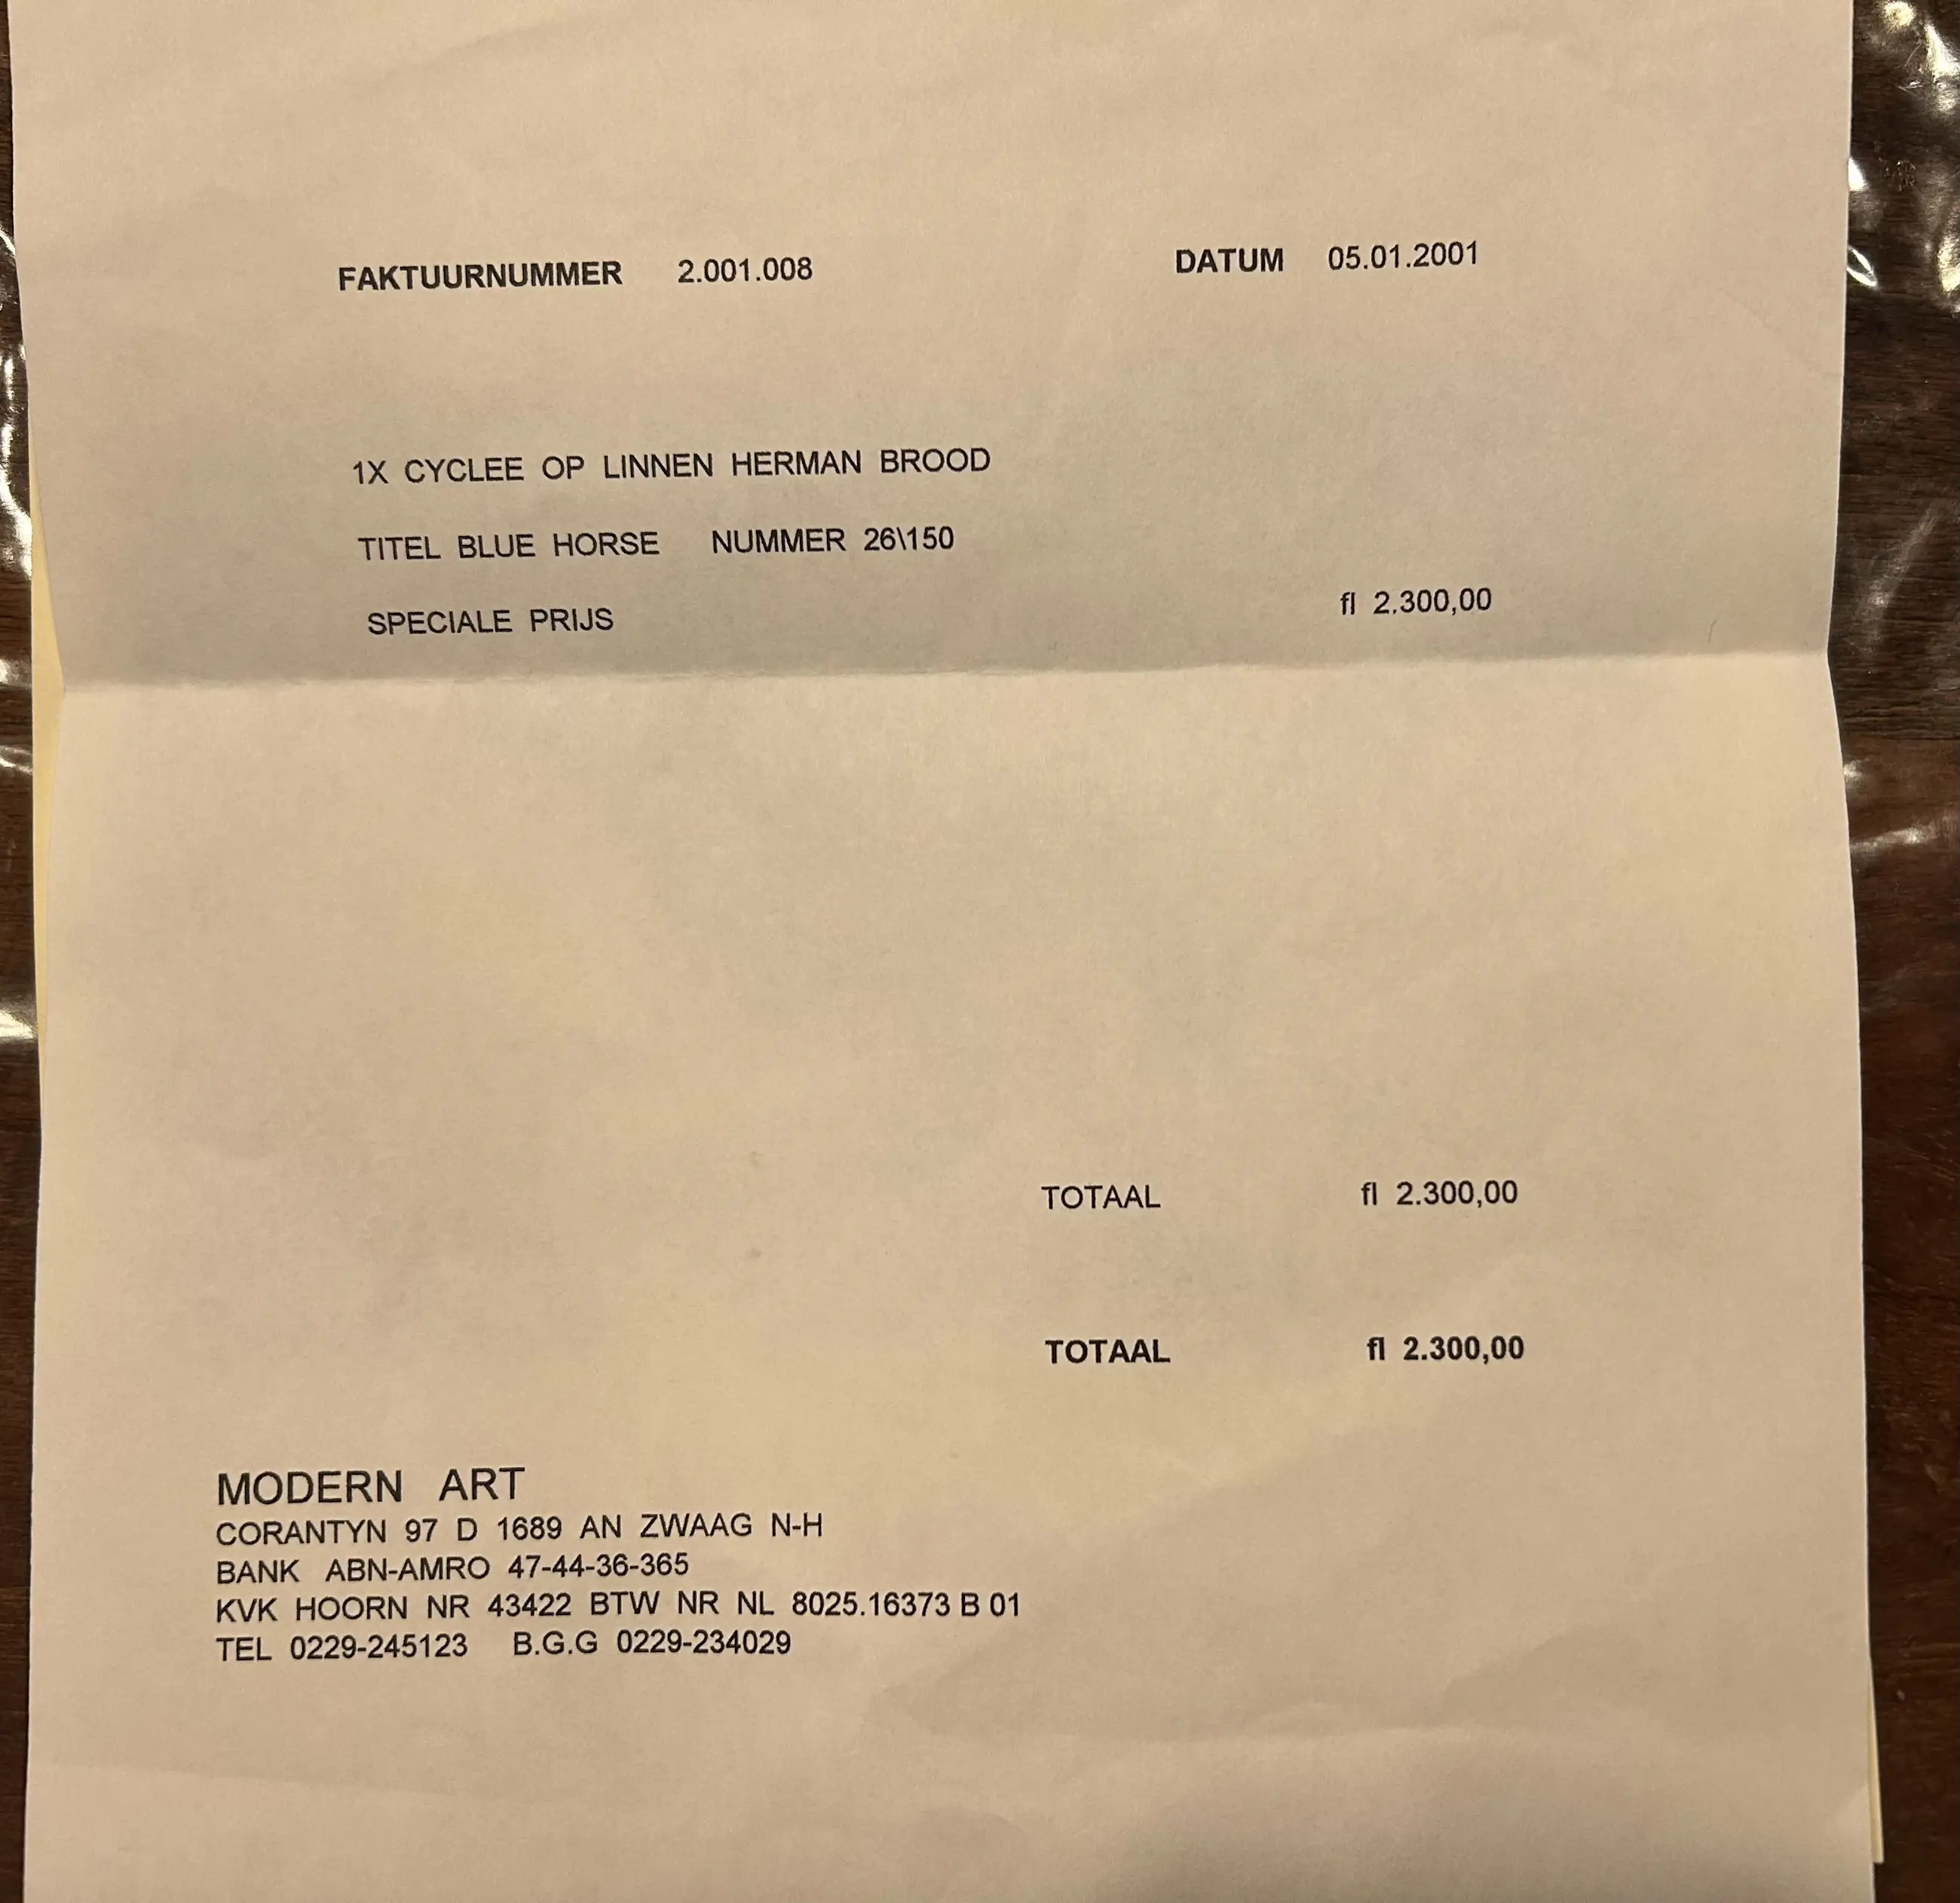 FAKTUURNUMMER 2.001.008 DATUM 05.01.2001
1X CYCLEE OP LINNEN HERMAN BROOD
TITEL BLUE HORSE NUMMER 26\150
SPECIALE PRIJS fl 2.300,00
TOTAAL fl 2.300,00
TOTAAL fl 2.300,00
MODERN ART
CORANTYN 97 D 1689 AN ZWAAG N-H
BANK ABN-AMRO 47-44-36-365
KVK HOORN NR 43422 BTW NR NL 8025.16373 B 01
TEL 0229-245123 B.G.G 0229-234029